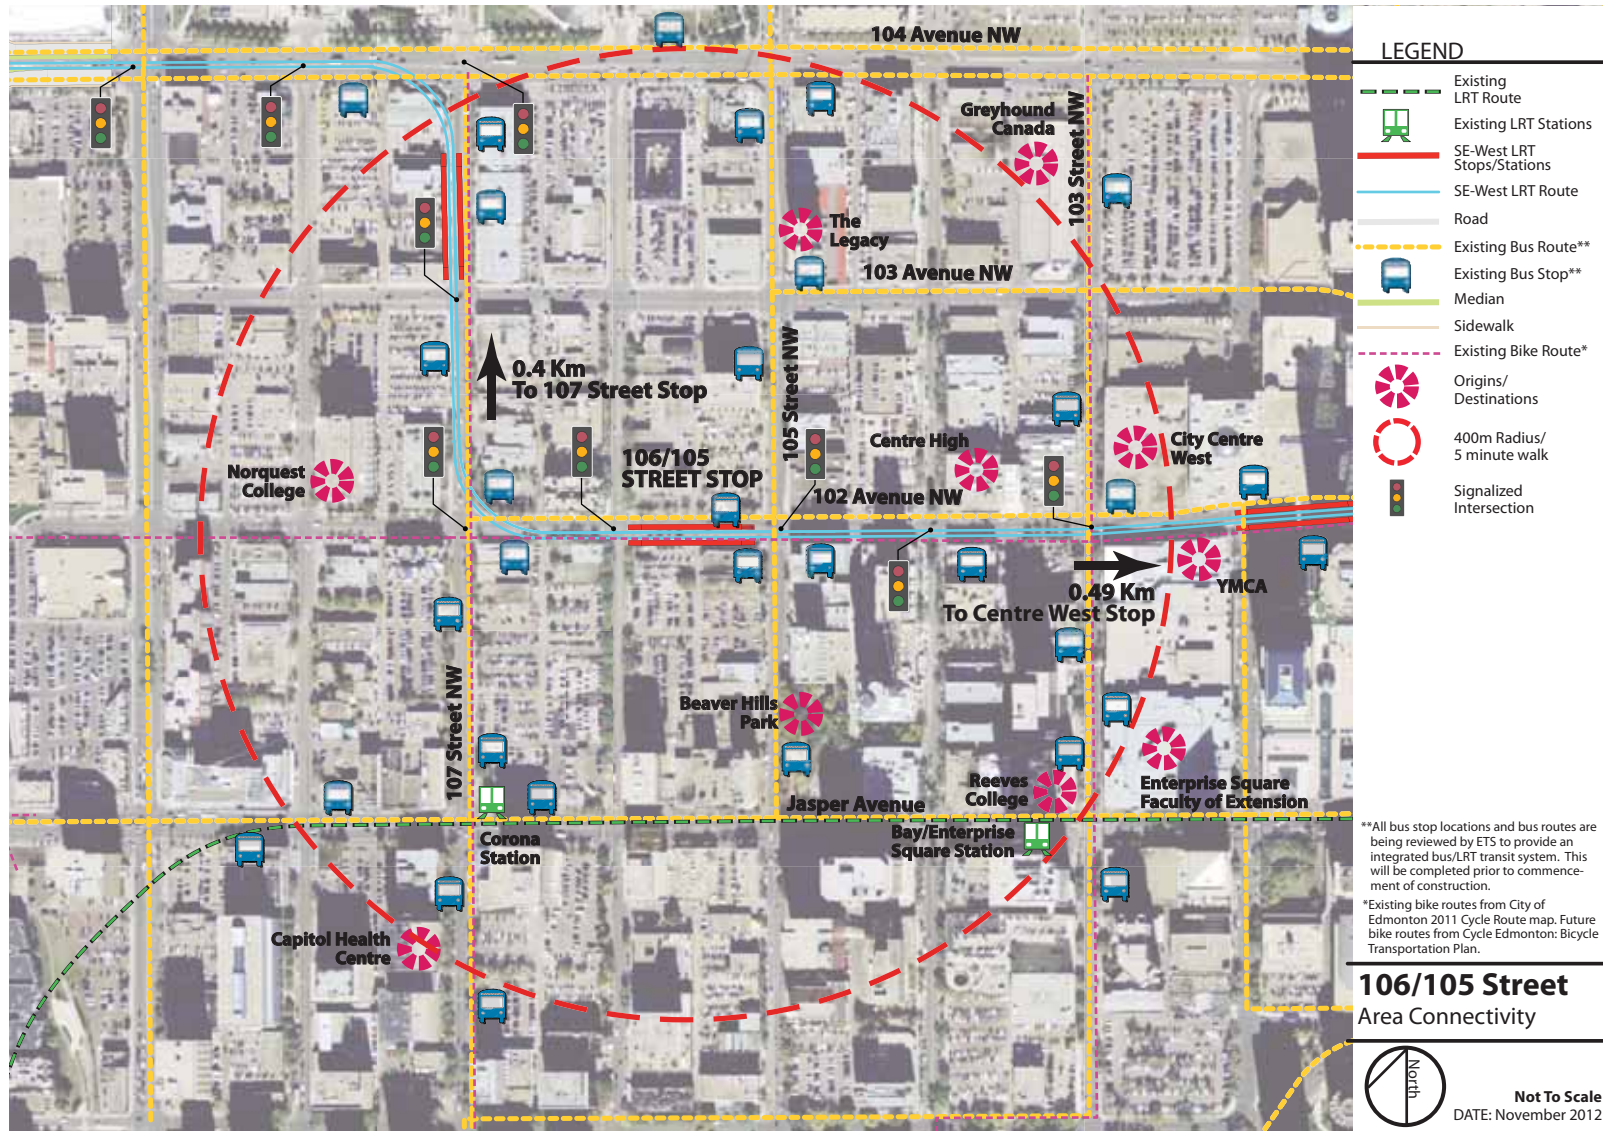 104 Avenue NW
Greyhound
Canada
103 Street NW
The
Legacy
103 Avenue NW
0.4 Km
To 107 Street Stop
105 Street NW
106/105
STREET STOP
Centre High
City Centre
West
Norquest
College
102 Avenue NW
YMCA
0.49 Km
To Centre West Stop
107 Street NW
Beaver Hills
Park
Reeves
College
Enterprise Square
Faculty of Extension
Jasper Avenue
Bay/Enterprise
Square Station
Corona
Station
Capitol Health
Centre
LEGEND
Existing
LRT Route
Existing LRT Stations
SE-West LRT
Stops/Stations
SE-West LRT Route
Road
Existing Bus Route**
Existing Bus Stop**
Median
Sidewalk
Existing Bike Route*
Origins/
Destinations
400m Radius/
5 minute walk
Signalized
Intersection
**All bus stop locations and bus routes are
being reviewed by ETS to provide an
integrated bus/LRT transit system. This
will be completed prior to commence-
ment of construction.
*Existing bike routes from City of
Edmonton 2011 Cycle Route map. Future
bike routes from Cycle Edmonton: Bicycle
Transportation Plan.
106/105 Street
Area Connectivity
North
Not To Scale
DATE: November 2012